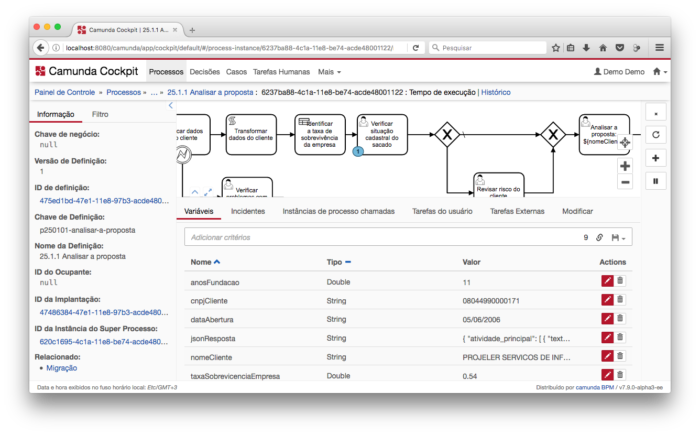 Camunda Cockpit | 25.1.1 A...
localhost:8080/camunda/app/cockpit/default/#/process-instance/6237ba88-4c1a-11e8-be74-acde48001122/
Pesquisar
Camunda Cockpit
Processos
Decisões
Casos
Tarefas Humanas
Mais
Demo Demo
Painel de Controle » Processos » ... » 25.1.1 Analisar a proposta : 6237ba88-4c1a-11e8-be74-acde48001122 : Tempo de execução | Histórico
Informação
Filtro
Chave de negócio:
null
Versão de Definição:
1
ID de definição:
475ed1bd-47e1-11e8-97b3-acde480...
Chave de Definição:
p250101-analisar-a-proposta
Nome da Definição:
25.1.1 Analisar a proposta
ID do Ocupante:
null
ID da Implantação:
47486384-47e1-11e8-97b3-acde480...
ID da Instância do Super Processo:
620c1695-4c1a-11e8-be74-acde480...
Relacionado:
Migração
car dados
o cliente
Transformar
dados do cliente
Identificar
a taxa de
sobrevivência
da empresa
Verificar
situação
cadastral do
sacado
1
Analisar a
proposta:
${nomeClien
Verificar
Revisar risco do
cliente
Variáveis
Incidentes
Instâncias de processo chamadas
Tarefas do usuário
Tarefas Externas
Modificar
Adicionar critérios
9
Nome
Tipo
Valor
Actions
anosFundacao
Double
11
cnpjCliente
String
08044990000171
dataAbertura
String
05/06/2006
jsonResposta
String
{ "atividade_principal": [ { "text...
nomeCliente
String
PROJELER SERVICOS DE INF...
taxaSobrevicenciaEmpresa
Double
0.54
Data e hora exibidos no fuso horário local: Etc/GMT+3
Distribuído por camunda BPM / v7.9.0-alpha3-ee